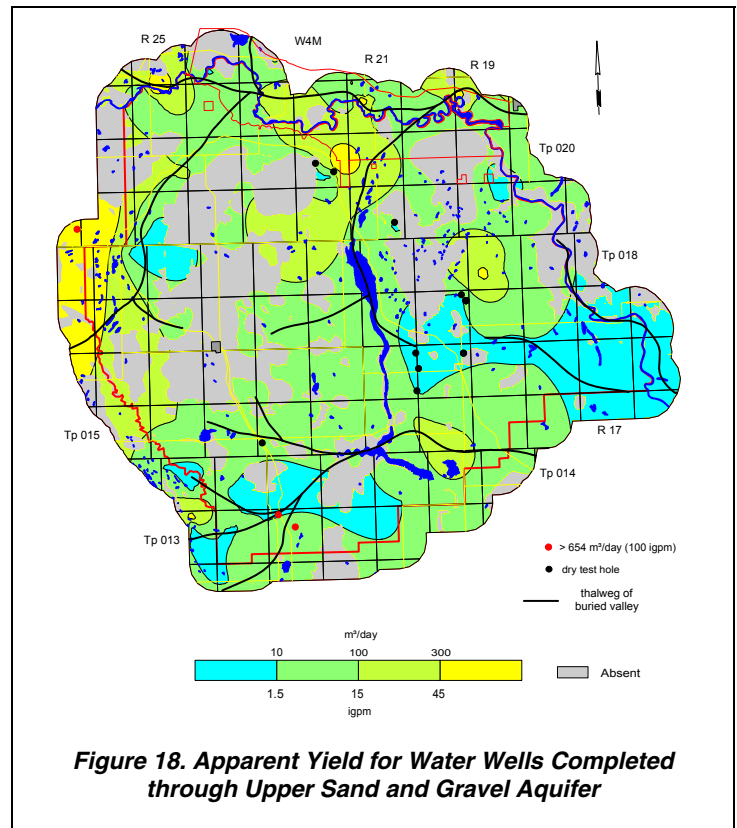 R 25
W4M
R 21
R 19
Tp 020
Tp 018
Tp 015
R 17
Tp 014
Tp 013
> 654 m³/day (100 igpm)
dry test hole
thalweg of
buried valley
m³/day
10 100 300
Absent
1.5 15 45
igpm
Figure 18. Apparent Yield for Water Wells Completed
through Upper Sand and Gravel Aquifer